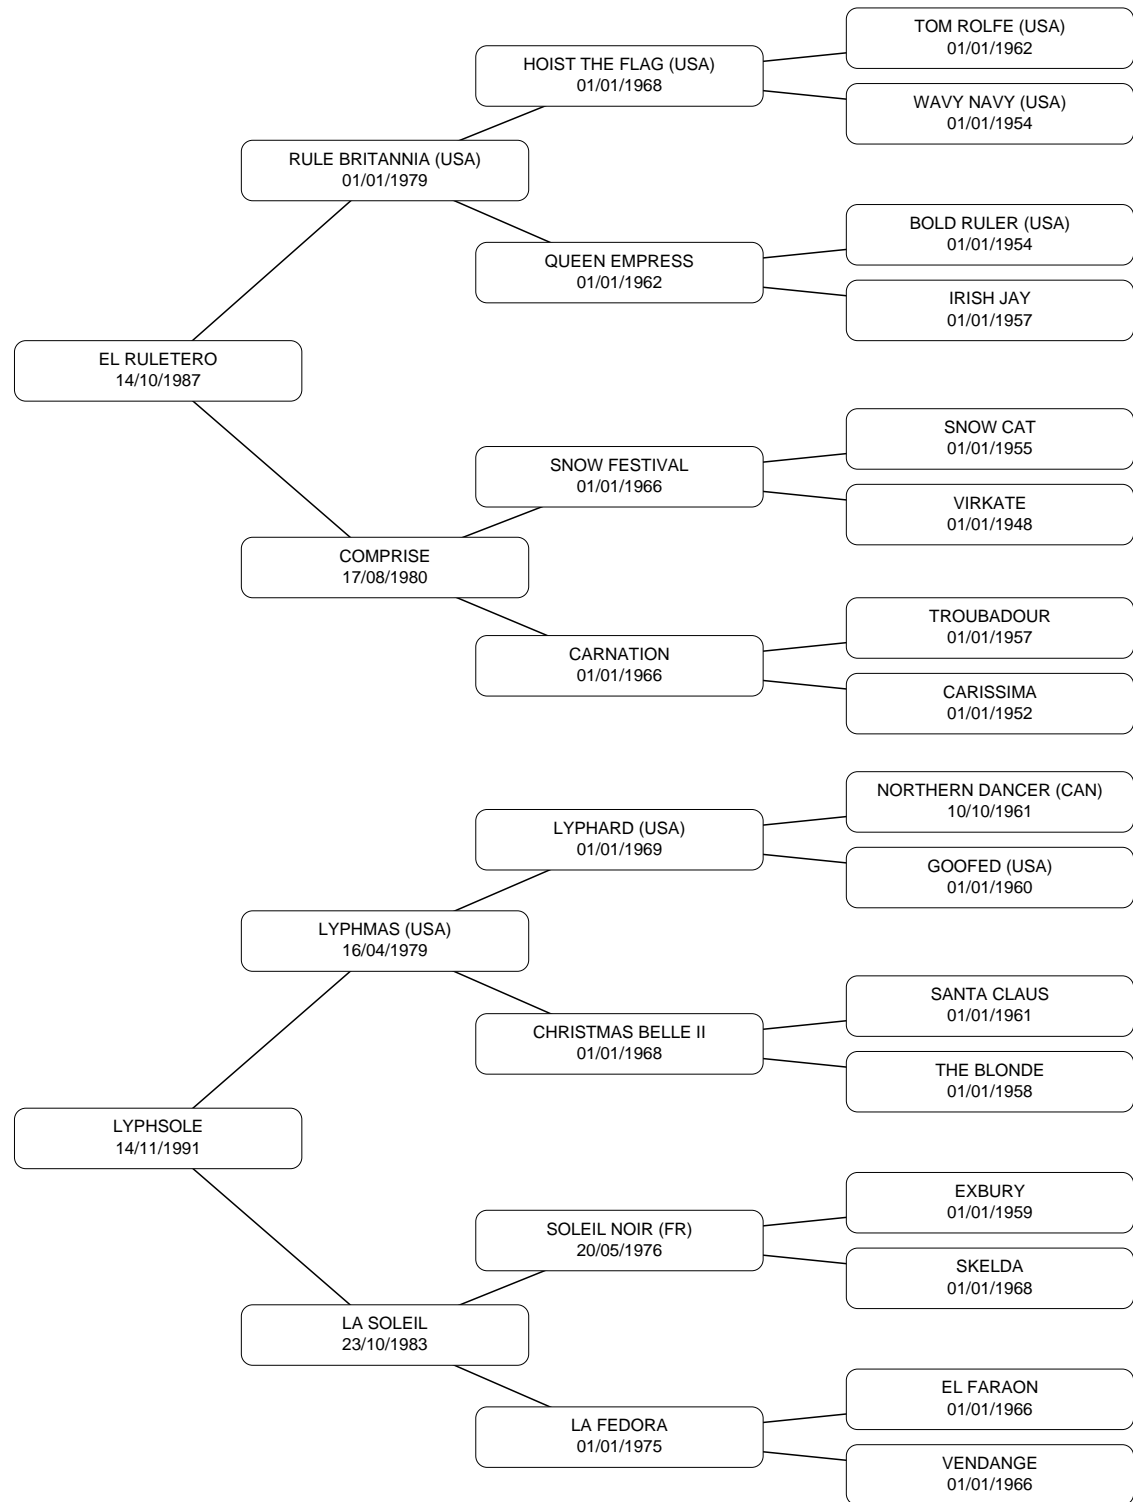 TOM ROLFE (USA)
01/01/1962
HOIST THE FLAG (USA)
01/01/1968
WAVY NAVY (USA)
01/01/1954
RULE BRITANNIA (USA)
01/01/1979
BOLD RULER (USA)
01/01/1954
QUEEN EMPRESS
01/01/1962
IRISH JAY
01/01/1957
EL RULETERO
14/10/1987
SNOW CAT
01/01/1955
SNOW FESTIVAL
01/01/1966
VIRKATE
01/01/1948
COMPRISE
17/08/1980
TROUBADOUR
01/01/1957
CARNATION
01/01/1966
CARISSIMA
01/01/1952
NORTHERN DANCER (CAN)
10/10/1961
LYPHARD (USA)
01/01/1969
GOOFED (USA)
01/01/1960
LYPHMAS (USA)
16/04/1979
SANTA CLAUS
01/01/1961
CHRISTMAS BELLE II
01/01/1968
THE BLONDE
01/01/1958
LYPHSOLE
14/11/1991
EXBURY
01/01/1959
SOLEIL NOIR (FR)
20/05/1976
SKELDA
01/01/1968
LA SOLEIL
23/10/1983
EL FARAON
01/01/1966
LA FEDORA
01/01/1975
VENDANGE
01/01/1966